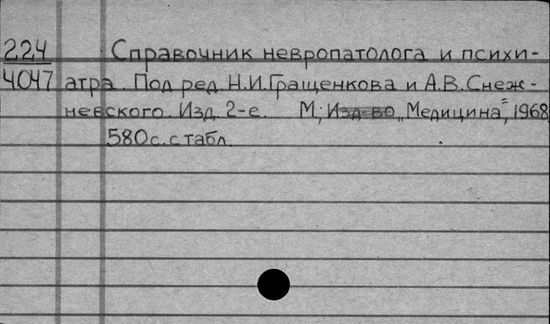 224 Справочник невропатолога и психи-
4047 атра. Под ред. Н.И.Гращенкова и А.В.Снеж-
невского. Изд. 2-е. М., Изд-во „Медицина“, 1968
580с. с табл.